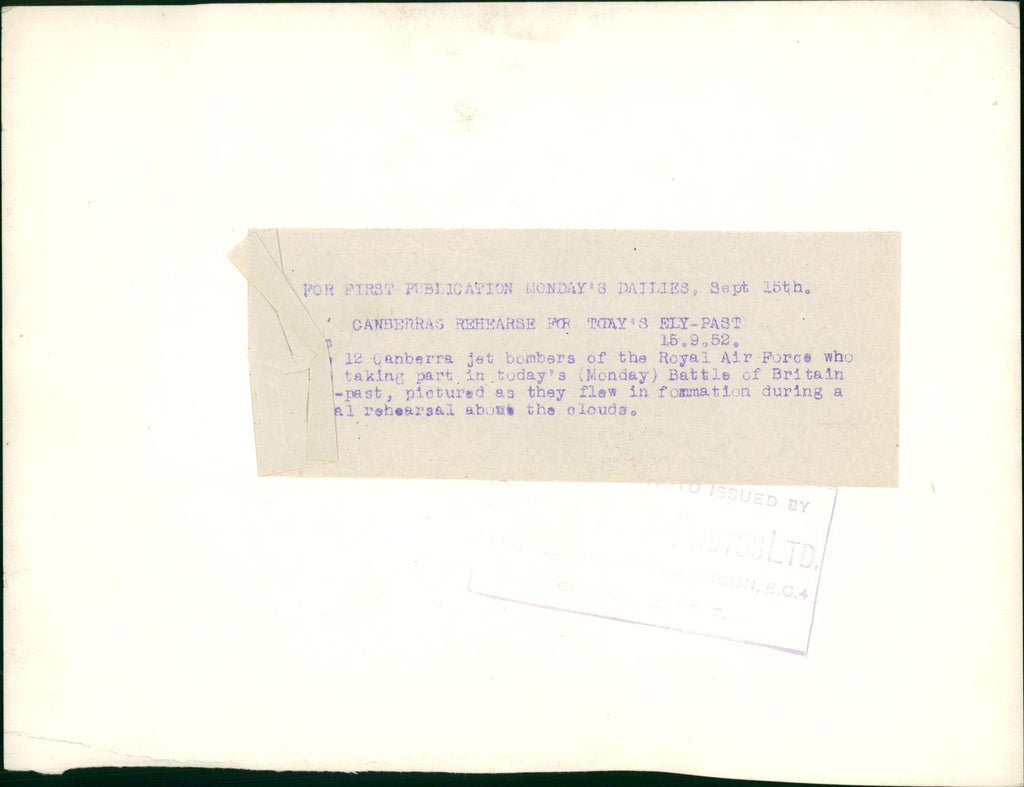 FOR FIRST PUBLICATION MONDAY'S DAILIES, Sept 15th.
CANBERRAS REHEARSE FOR TODAY'S FLY-PAST
15.9.52.
12 Canberra jet bombers of the Royal Air Force who
taking part in today's (Monday) Battle of Britain
-past, pictured as they flew in fommation during a
al rehearsal above the clouds.
ISSUED BY
LTD.
LONDON, E.C.4